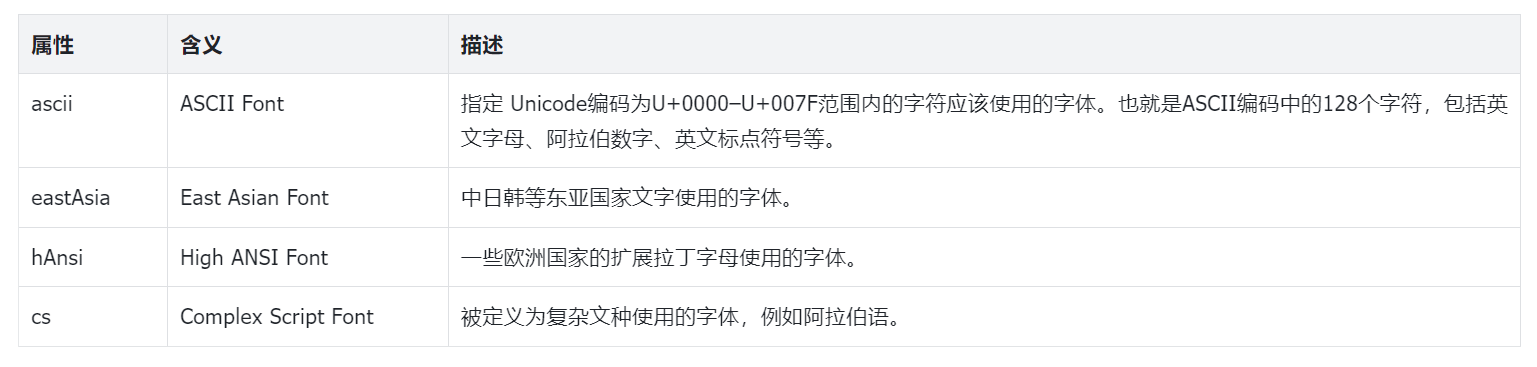 属性 含义 描述
ascii ASCII Font 指定 Unicode编码为U+0000–U+007F范围内的字符应该使用的字体。也就是ASCII编码中的128个字符，包括英
文字母、阿拉伯数字、英文标点符号等。
eastAsia East Asian Font 中日韩等东亚国家文字使用的字体。
hAnsi High ANSI Font 一些欧洲国家的扩展拉丁字母使用的字体。
cs Complex Script Font 被定义为复杂文种使用的字体，例如阿拉伯语。